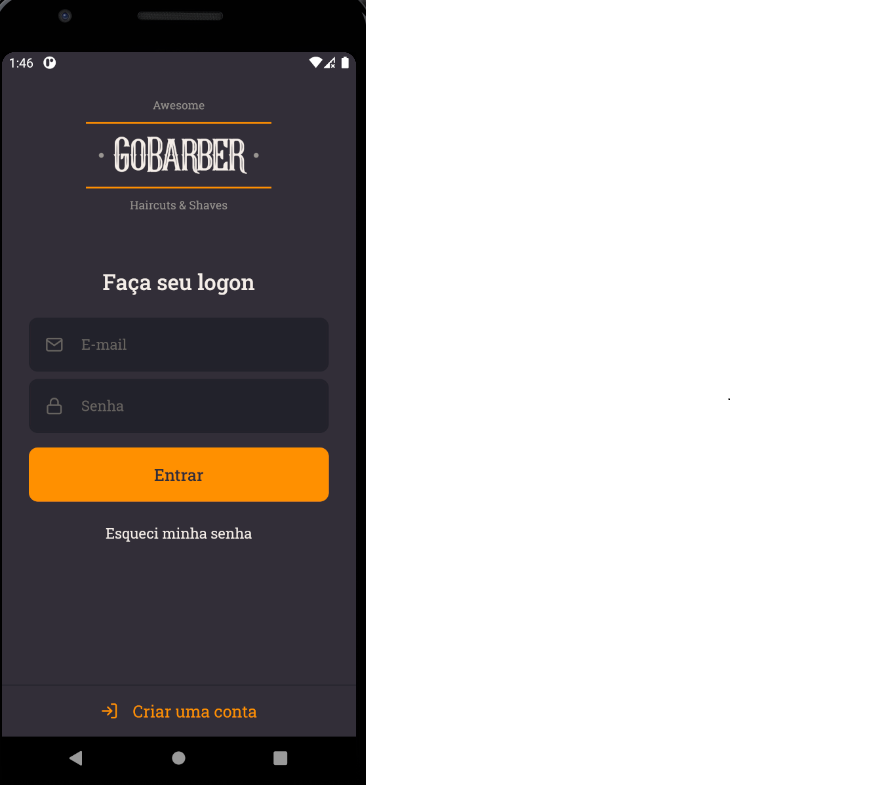 1:46
Awesome
• GOBARBER •
Haircuts & Shaves
Faça seu logon
E-mail
Senha
Entrar
Esqueci minha senha
Criar uma conta
.